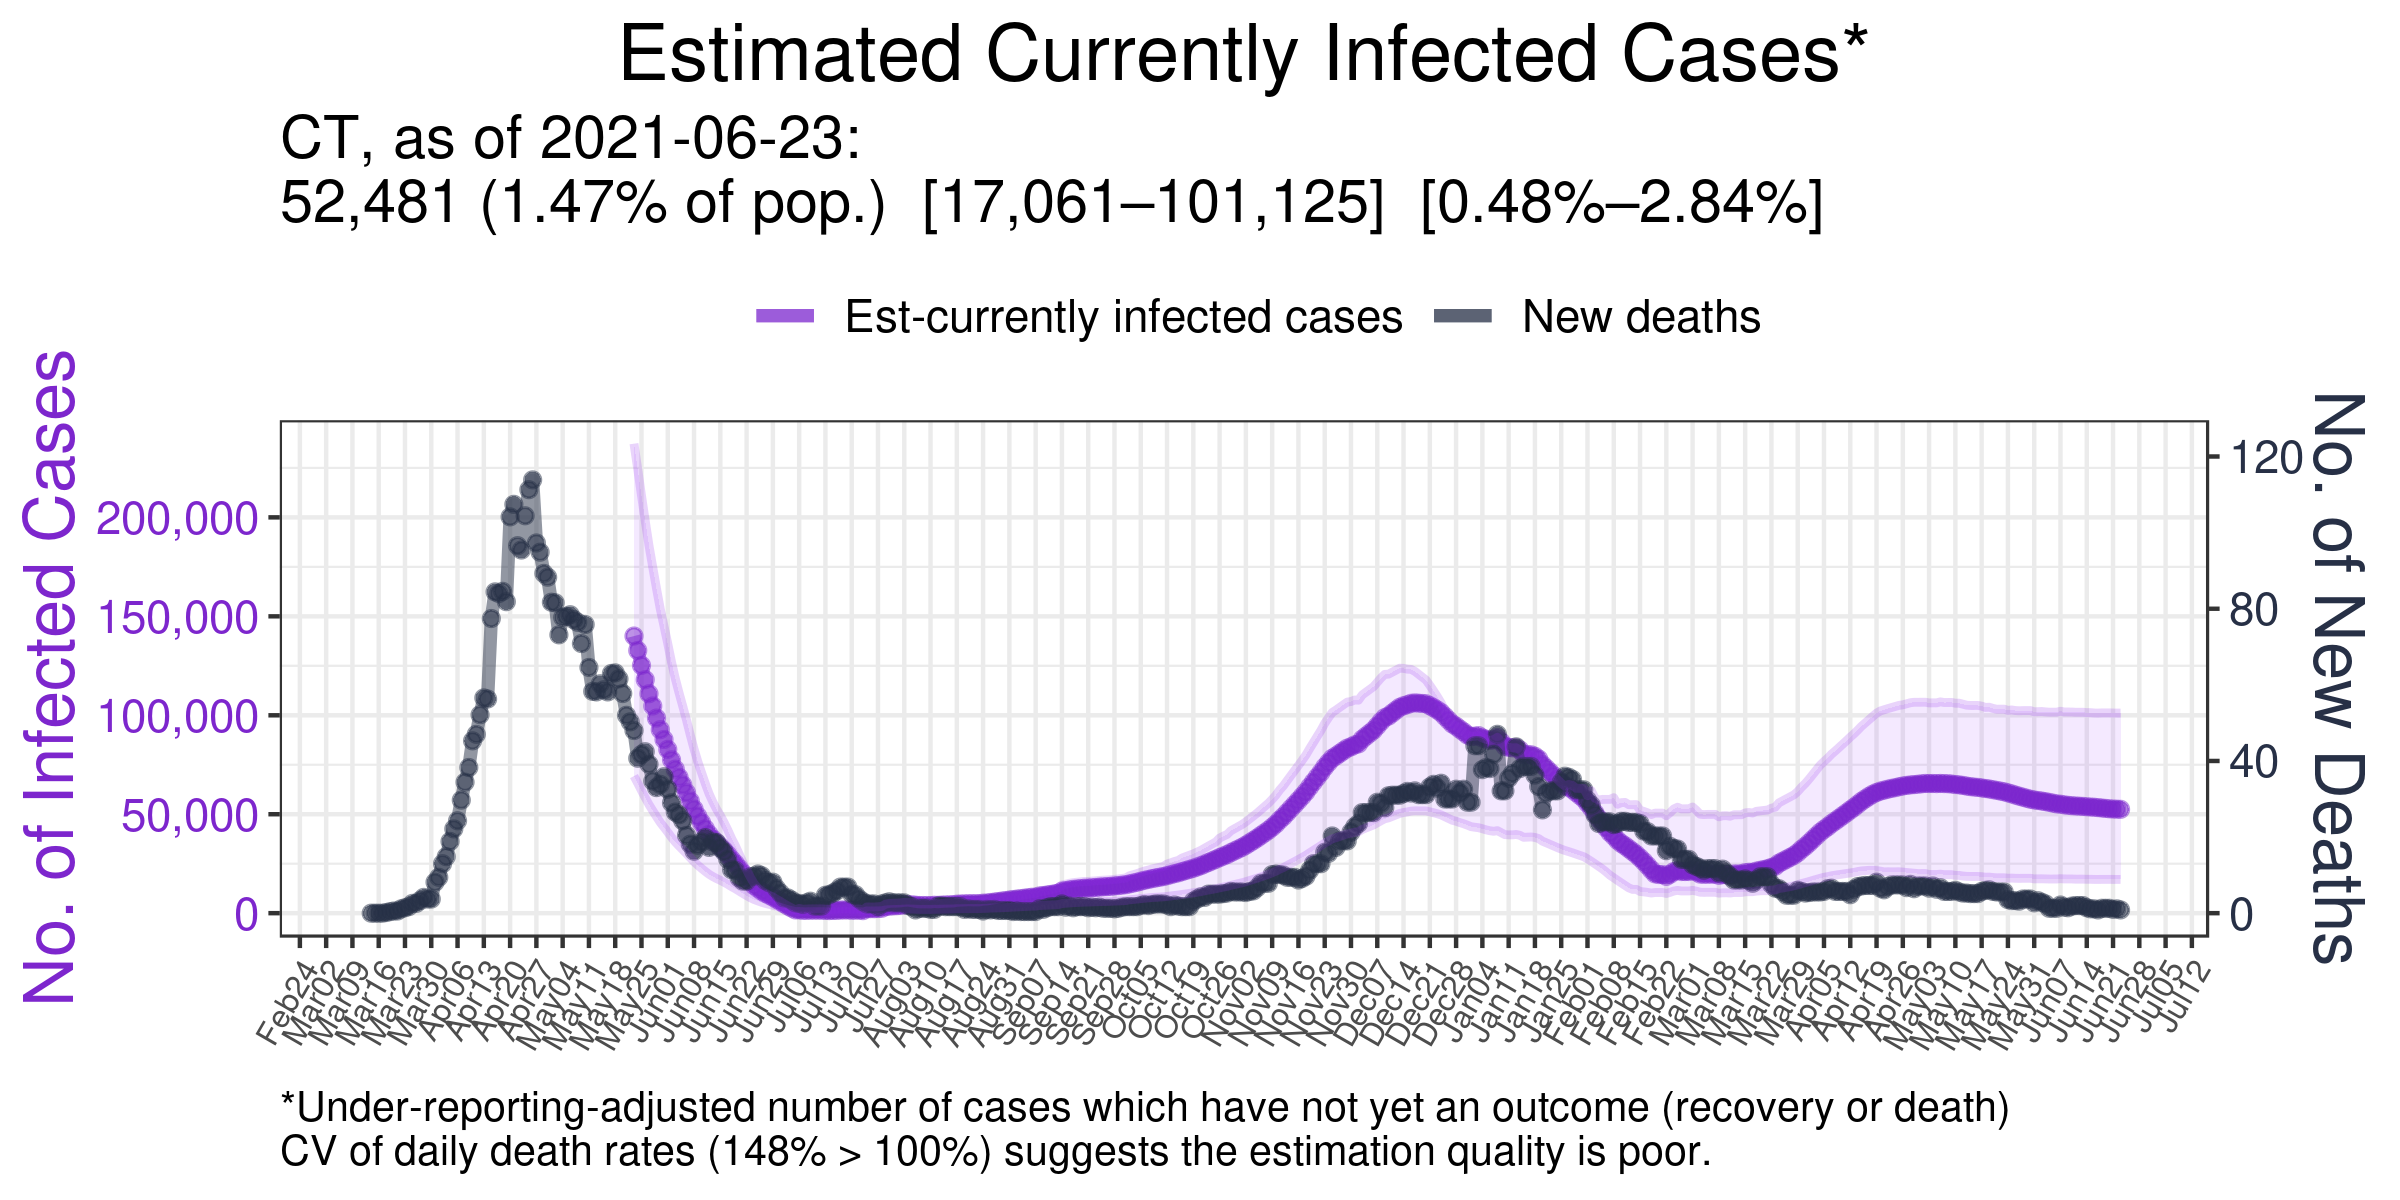 Estimated Currently Infected Cases*
CT, as of 2021-06-23:
52,481 (1.47% of pop.) [17,061–101,125] [0.48%–2.84%]
Est-currently infected cases
New deaths
No. of Infected Cases
200,000
150,000
100,000
50,000
0
120
80
40
0
No. of New Deaths
Feb24
Mar02
Mar09
Mar16
Mar23
Mar30
Apr06
Apr13
Apr20
Apr27
May04
May11
May18
May25
Jun01
Jun08
Jun15
Jun22
Jun29
Jul06
Jul13
Jul20
Jul27
Aug03
Aug10
Aug17
Aug24
Aug31
Sep07
Sep14
Sep21
Sep28
Oct05
Oct12
Oct19
Oct26
Nov02
Nov09
Nov16
Nov23
Nov30
Dec07
Dec14
Dec21
Dec28
Jan04
Jan11
Jan18
Jan25
Feb01
Feb08
Feb15
Feb22
Mar01
Mar08
Mar15
Mar22
Mar29
Apr05
Apr12
Apr19
Apr26
May03
May10
May17
May24
May31
Jun07
Jun14
Jun21
Jun28
Jul05
Jul12
*Under-reporting-adjusted number of cases which have not yet an outcome (recovery or death)
CV of daily death rates (148% > 100%) suggests the estimation quality is poor.